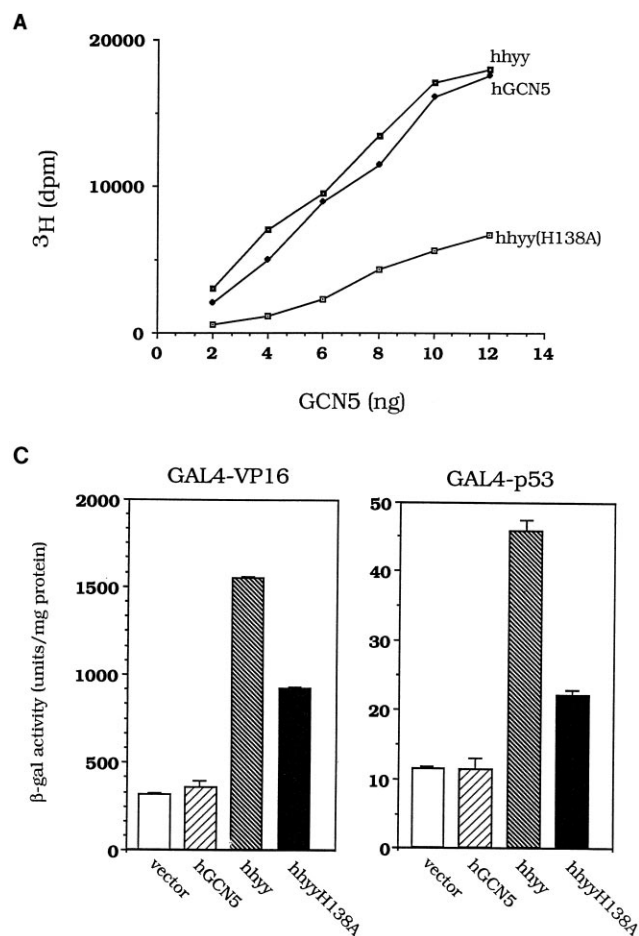 A
20000
10000
0
³H (dpm)
hhyy
hGCN5
hhyy(H138A)
0 2 4 6 8 10 12 14
GCN5 (ng)
C
GAL4-VP16
GAL4-p53
β-gal activity (units/mg protein)
2000
1500
1000
500
0
50
40
30
20
10
0
vector
hGCN5
hhyy
hhyyH138A
vector
hGCN5
hhyy
hhyyH138A